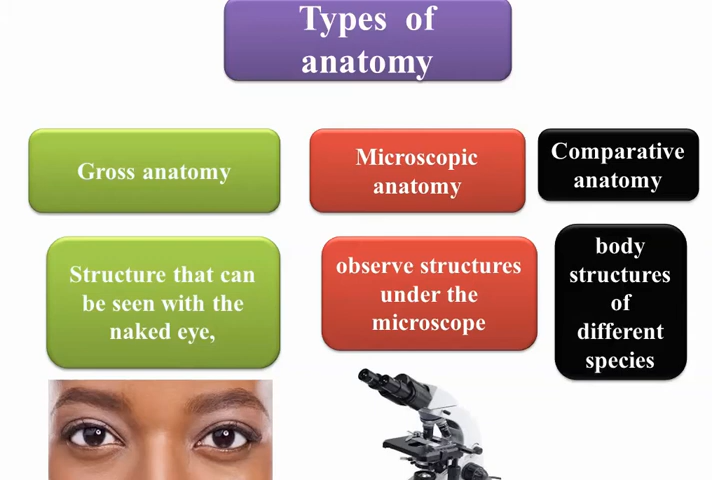 Types of
anatomy
Gross anatomy
Microscopic
anatomy
Comparative
anatomy
Structure that can
be seen with the
naked eye,
observe structures
under the
microscope
body
structures
of
different
species